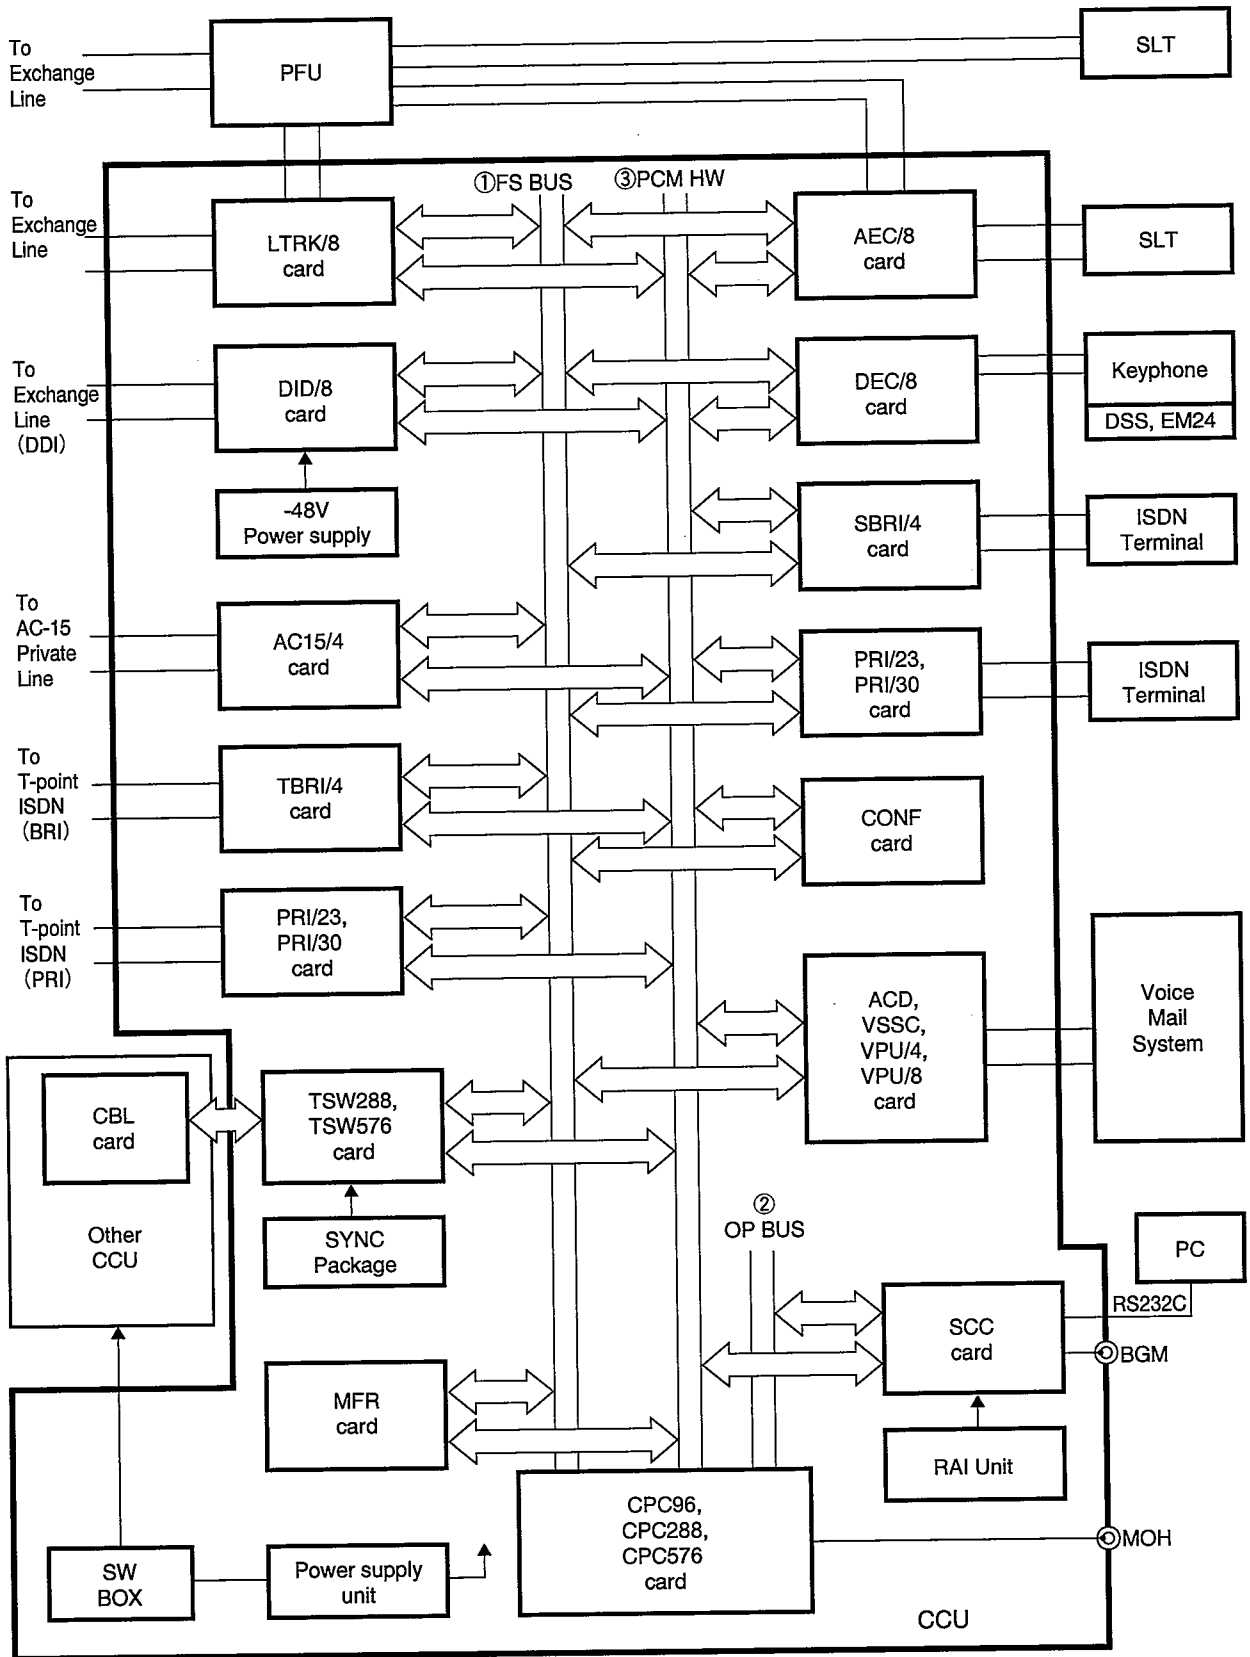 To
Exchange
Line
PFU
SLT
①FS BUS
③PCM HW
To
Exchange
Line
LTRK/8
card
AEC/8
card
SLT
To
Exchange
Line
(DDI)
DID/8
card
DEC/8
card
Keyphone
DSS, EM24
-48V
Power supply
SBRI/4
card
ISDN
Terminal
To
AC-15
Private
Line
AC15/4
card
PRI/23,
PRI/30
card
ISDN
Terminal
To
T-point
ISDN
(BRI)
TBRI/4
card
CONF
card
To
T-point
ISDN
(PRI)
PRI/23,
PRI/30
card
ACD,
VSSC,
VPU/4,
VPU/8
card
Voice
Mail
System
CBL
card
Other
CCU
TSW288,
TSW576
card
SYNC
Package
②
OP BUS
PC
RS232C
SCC
card
BGM
MFR
card
RAI Unit
CPC96,
CPC288,
CPC576
card
MOH
SW
BOX
Power supply
unit
CCU